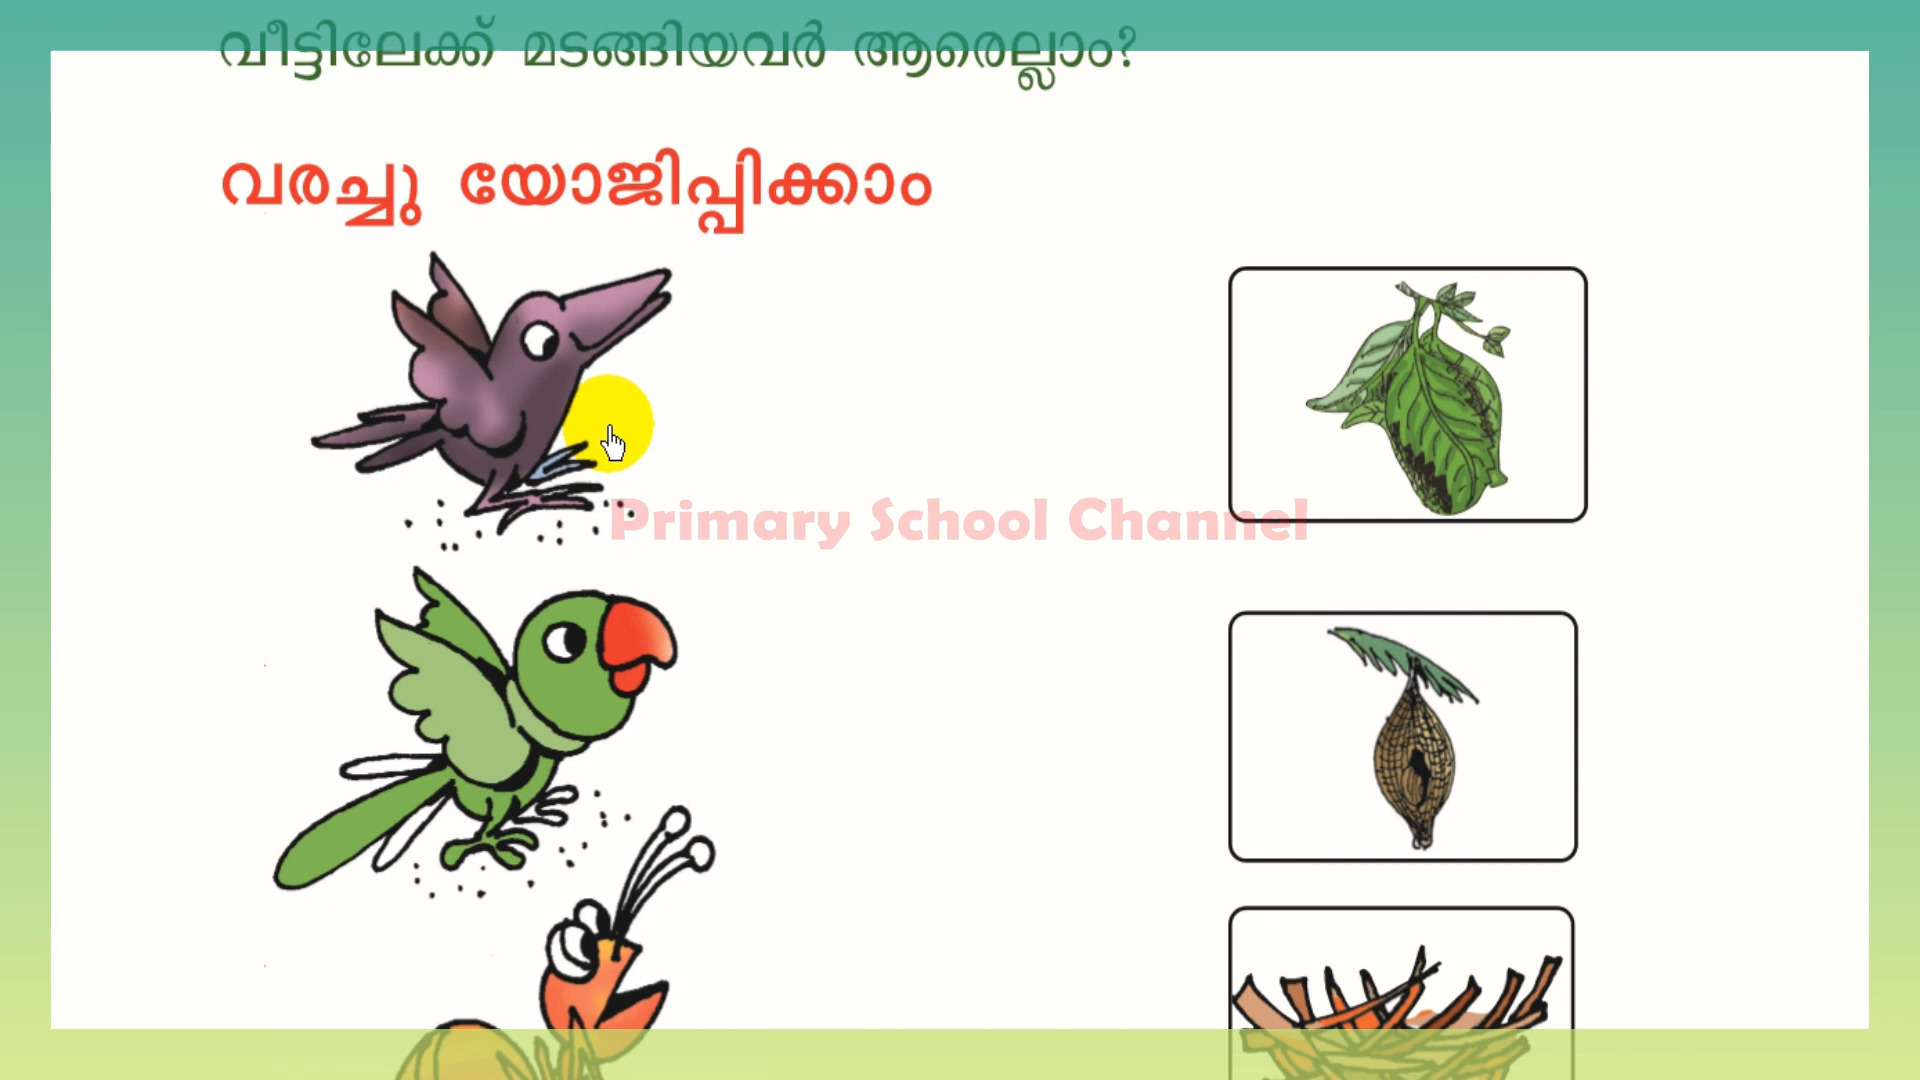 വീട്ടിലേക്ക് മടങ്ങിയവർ ആരെല്ലാം?
വരച്ചു യോജിപ്പിക്കാം
Primary School Channel